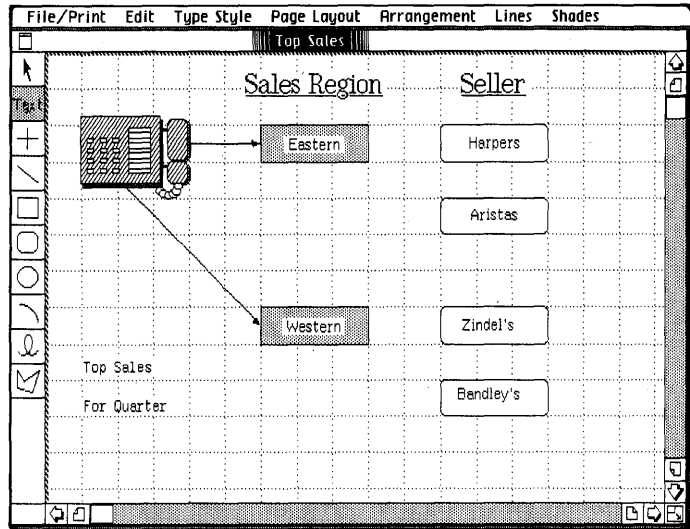 File/Print Edit Type Style Page Layout Arrangement Lines Shades
Top Sales
Text
Sales Region Seller
Eastern Harpers
Aristas
Western Zindel's
Top Sales
Bandley's
For Quarter